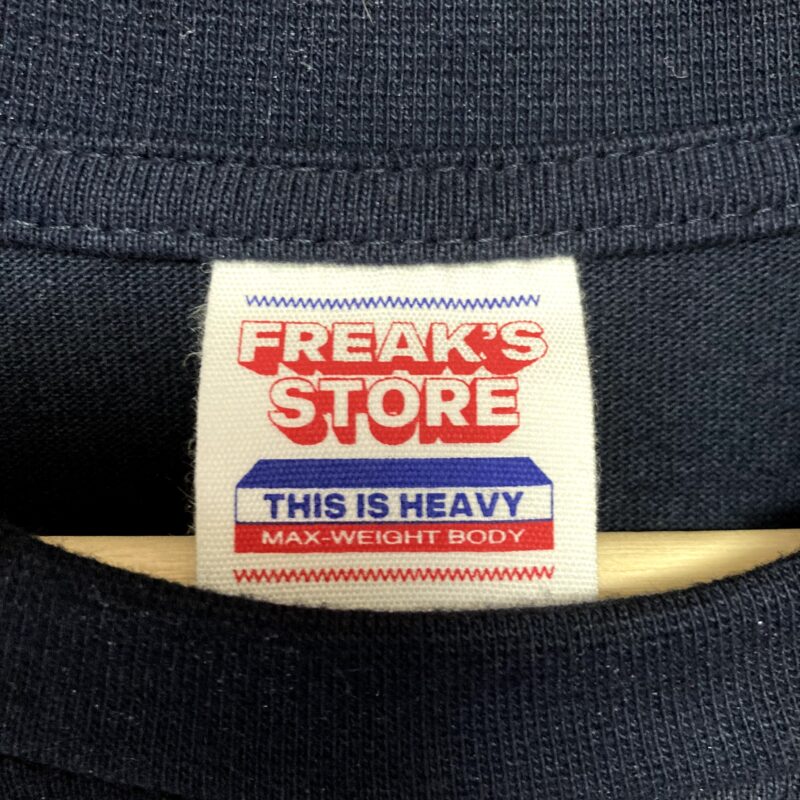 FREAK'S
STORE
THIS IS HEAVY
MAX-WEIGHT BODY